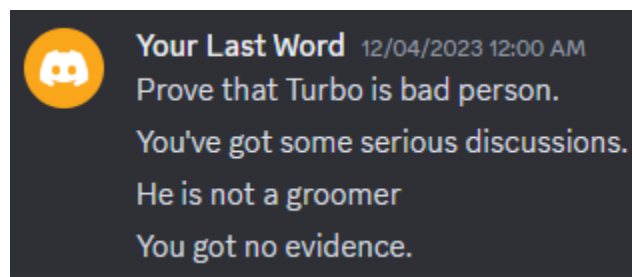 Your Last Word 12/04/2023 12:00 AM
Prove that Turbo is bad person.
You've got some serious discussions.
He is not a groomer
You got no evidence.